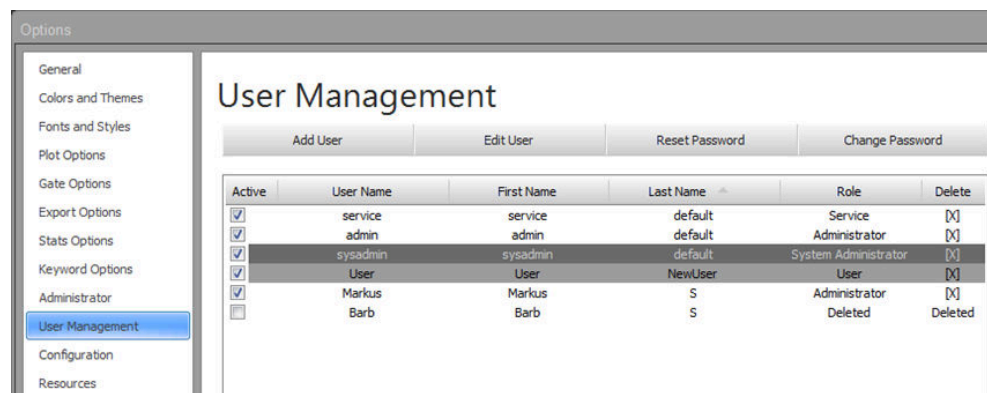 Options
General
Colors and Themes
Fonts and Styles
Plot Options
Gate Options
Export Options
Stats Options
Keyword Options
Administrator
User Management
Configuration
Resources
User Management
Add User Edit User Reset Password Change Password
Active User Name First Name Last Name Role Delete
service service default Service [X]
admin admin default Administrator [X]
sysadmin sysadmin default System Administrator [X]
User User NewUser User [X]
Markus Markus S Administrator [X]
Barb Barb S Deleted Deleted